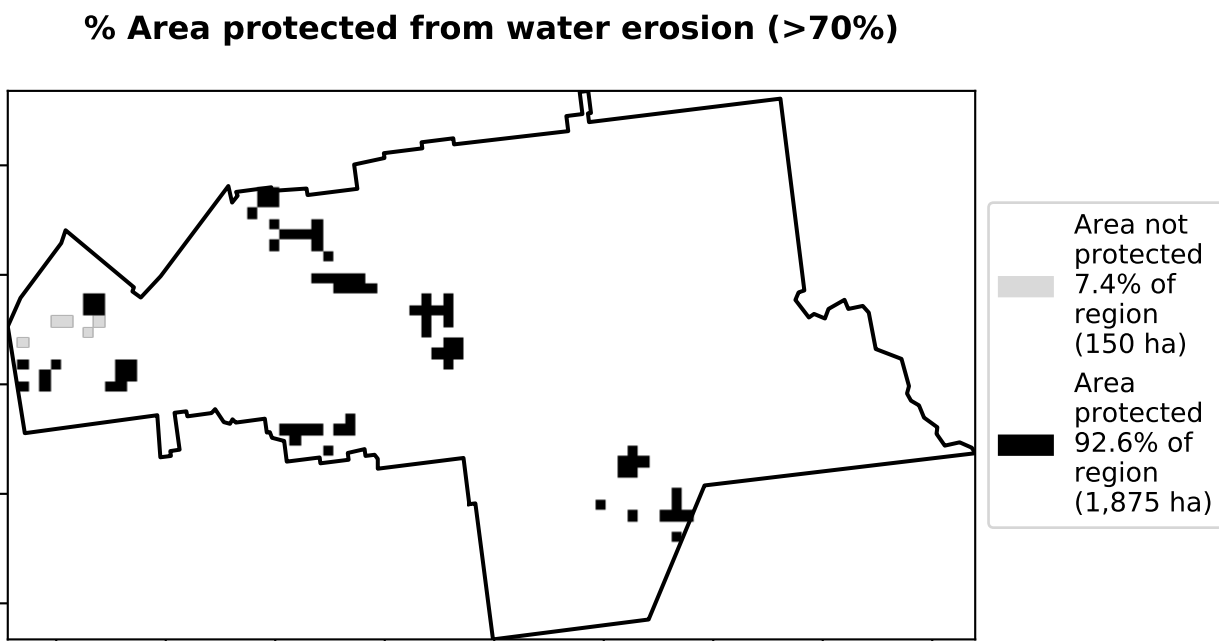 % Area protected from water erosion (>70%)
Area not
protected
7.4% of
region
(150 ha)
Area
protected
92.6% of
region
(1,875 ha)